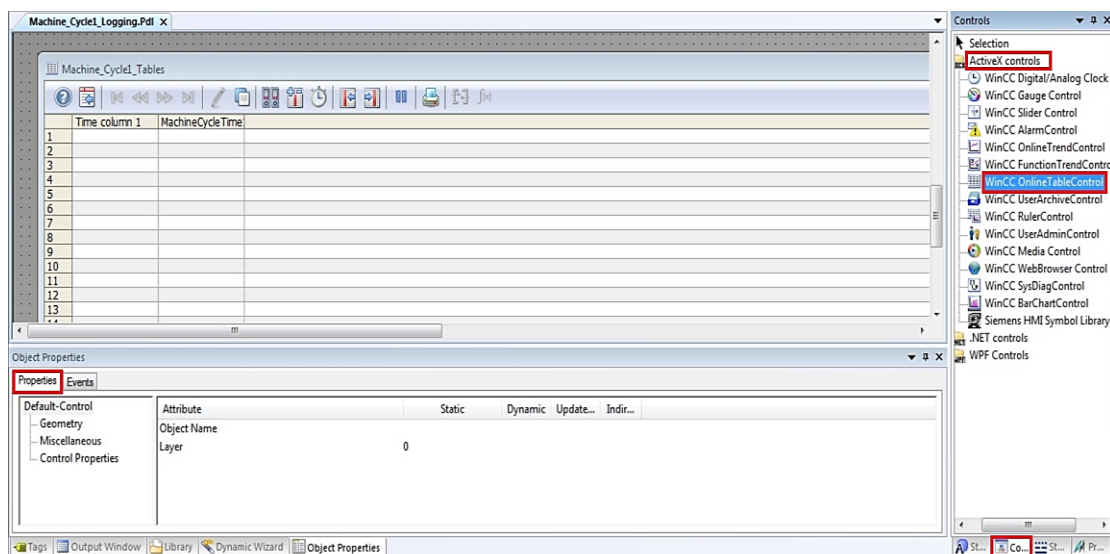 Machine_Cycle1_Logging.Pdl X
Machine_Cycle1_Tables
Time column 1 MachineCycleTime
1
2
3
4
5
6
7
8
9
10
11
12
13
Object Properties
Properties Events
Default-Control
Geometry
Miscellaneous
Control Properties
Attribute Static Dynamic Update... Indir...
Object Name
Layer 0
Tags Output Window Library Dynamic Wizard Object Properties
Controls
Selection
ActiveX controls
WinCC Digital/Analog Clock
WinCC Gauge Control
WinCC Slider Control
WinCC AlarmControl
WinCC OnlineTrendControl
WinCC FunctionTrendContro
WinCC OnlineTableControl
WinCC UserArchiveControl
WinCC RulerControl
WinCC UserAdminControl
WinCC Media Control
WinCC WebBrowser Control
WinCC SysDiagControl
WinCC BarChartControl
Siemens HMI Symbol Library
.NET controls
WPF Controls
St... Co... St... Pr...